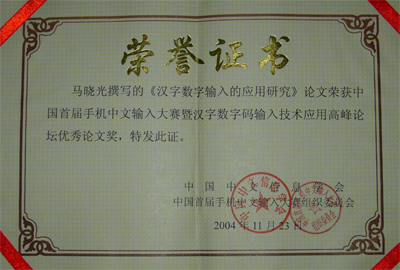 荣誉证书
马晓光撰写的《汉字数字输入的应用研究》论文荣获中
国首届手机中文输入大赛暨汉字数字码输入技术应用高峰论
坛优秀论文奖，特发此证。
中国中文信息学会
中国首届手机中文输入大赛组织委员会
2004年11月23日